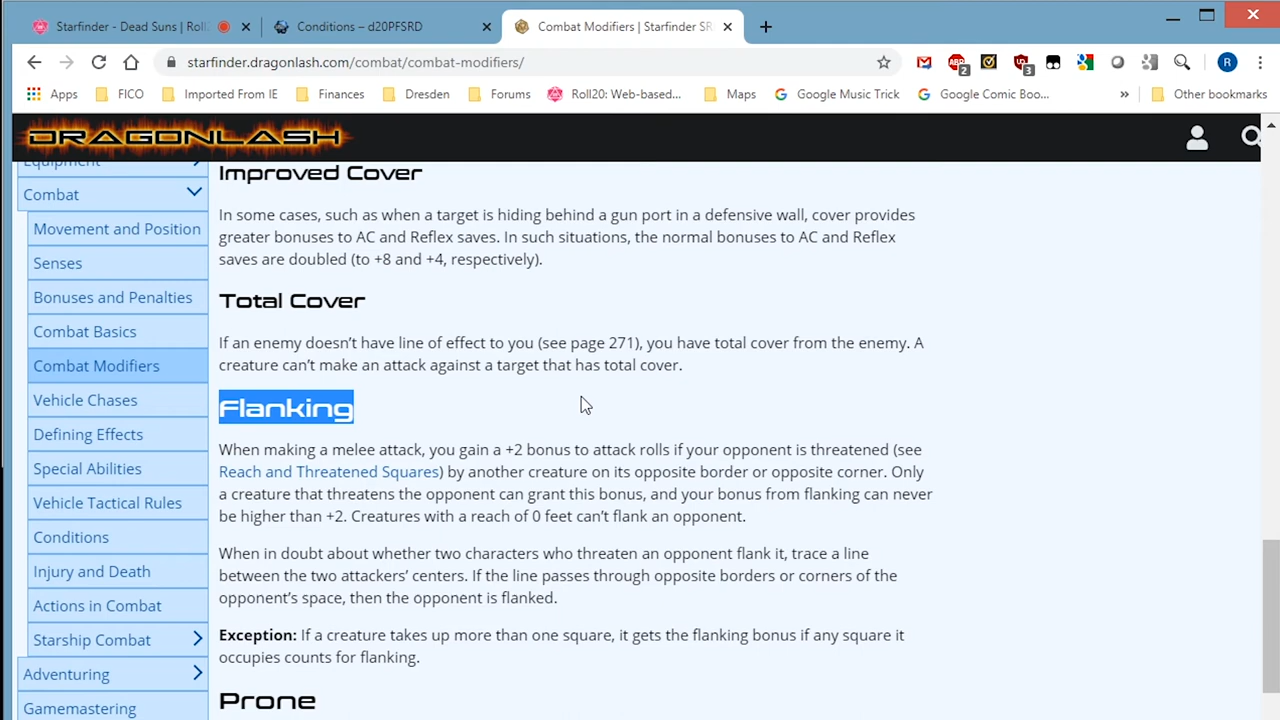 Starfinder - Dead Suns | Roll
Conditions – d20PFSRD
Combat Modifiers | Starfinder SR
starfinder.dragonlash.com/combat/combat-modifiers/
2
3
R
Apps
FICO
Imported From IE
Finances
Dresden
Forums
Roll20: Web-based...
Maps
Google Music Trick
Google Comic Boo...
»
Other bookmarks
DRAGONLASH
Equipment
Combat
Movement and Position
Senses
Bonuses and Penalties
Combat Basics
Combat Modifiers
Vehicle Chases
Defining Effects
Special Abilities
Vehicle Tactical Rules
Conditions
Injury and Death
Actions in Combat
Starship Combat
Adventuring
Gamemastering
Improved Cover
In some cases, such as when a target is hiding behind a gun port in a defensive wall, cover provides
greater bonuses to AC and Reflex saves. In such situations, the normal bonuses to AC and Reflex
saves are doubled (to +8 and +4, respectively).
Total Cover
If an enemy doesn't have line of effect to you (see page 271), you have total cover from the enemy. A
creature can't make an attack against a target that has total cover.
Flanking
When making a melee attack, you gain a +2 bonus to attack rolls if your opponent is threatened (see
Reach and Threatened Squares) by another creature on its opposite border or opposite corner. Only
a creature that threatens the opponent can grant this bonus, and your bonus from flanking can never
be higher than +2. Creatures with a reach of 0 feet can't flank an opponent.
When in doubt about whether two characters who threaten an opponent flank it, trace a line
between the two attackers' centers. If the line passes through opposite borders or corners of the
opponent's space, then the opponent is flanked.
Exception: If a creature takes up more than one square, it gets the flanking bonus if any square it
occupies counts for flanking.
Prone